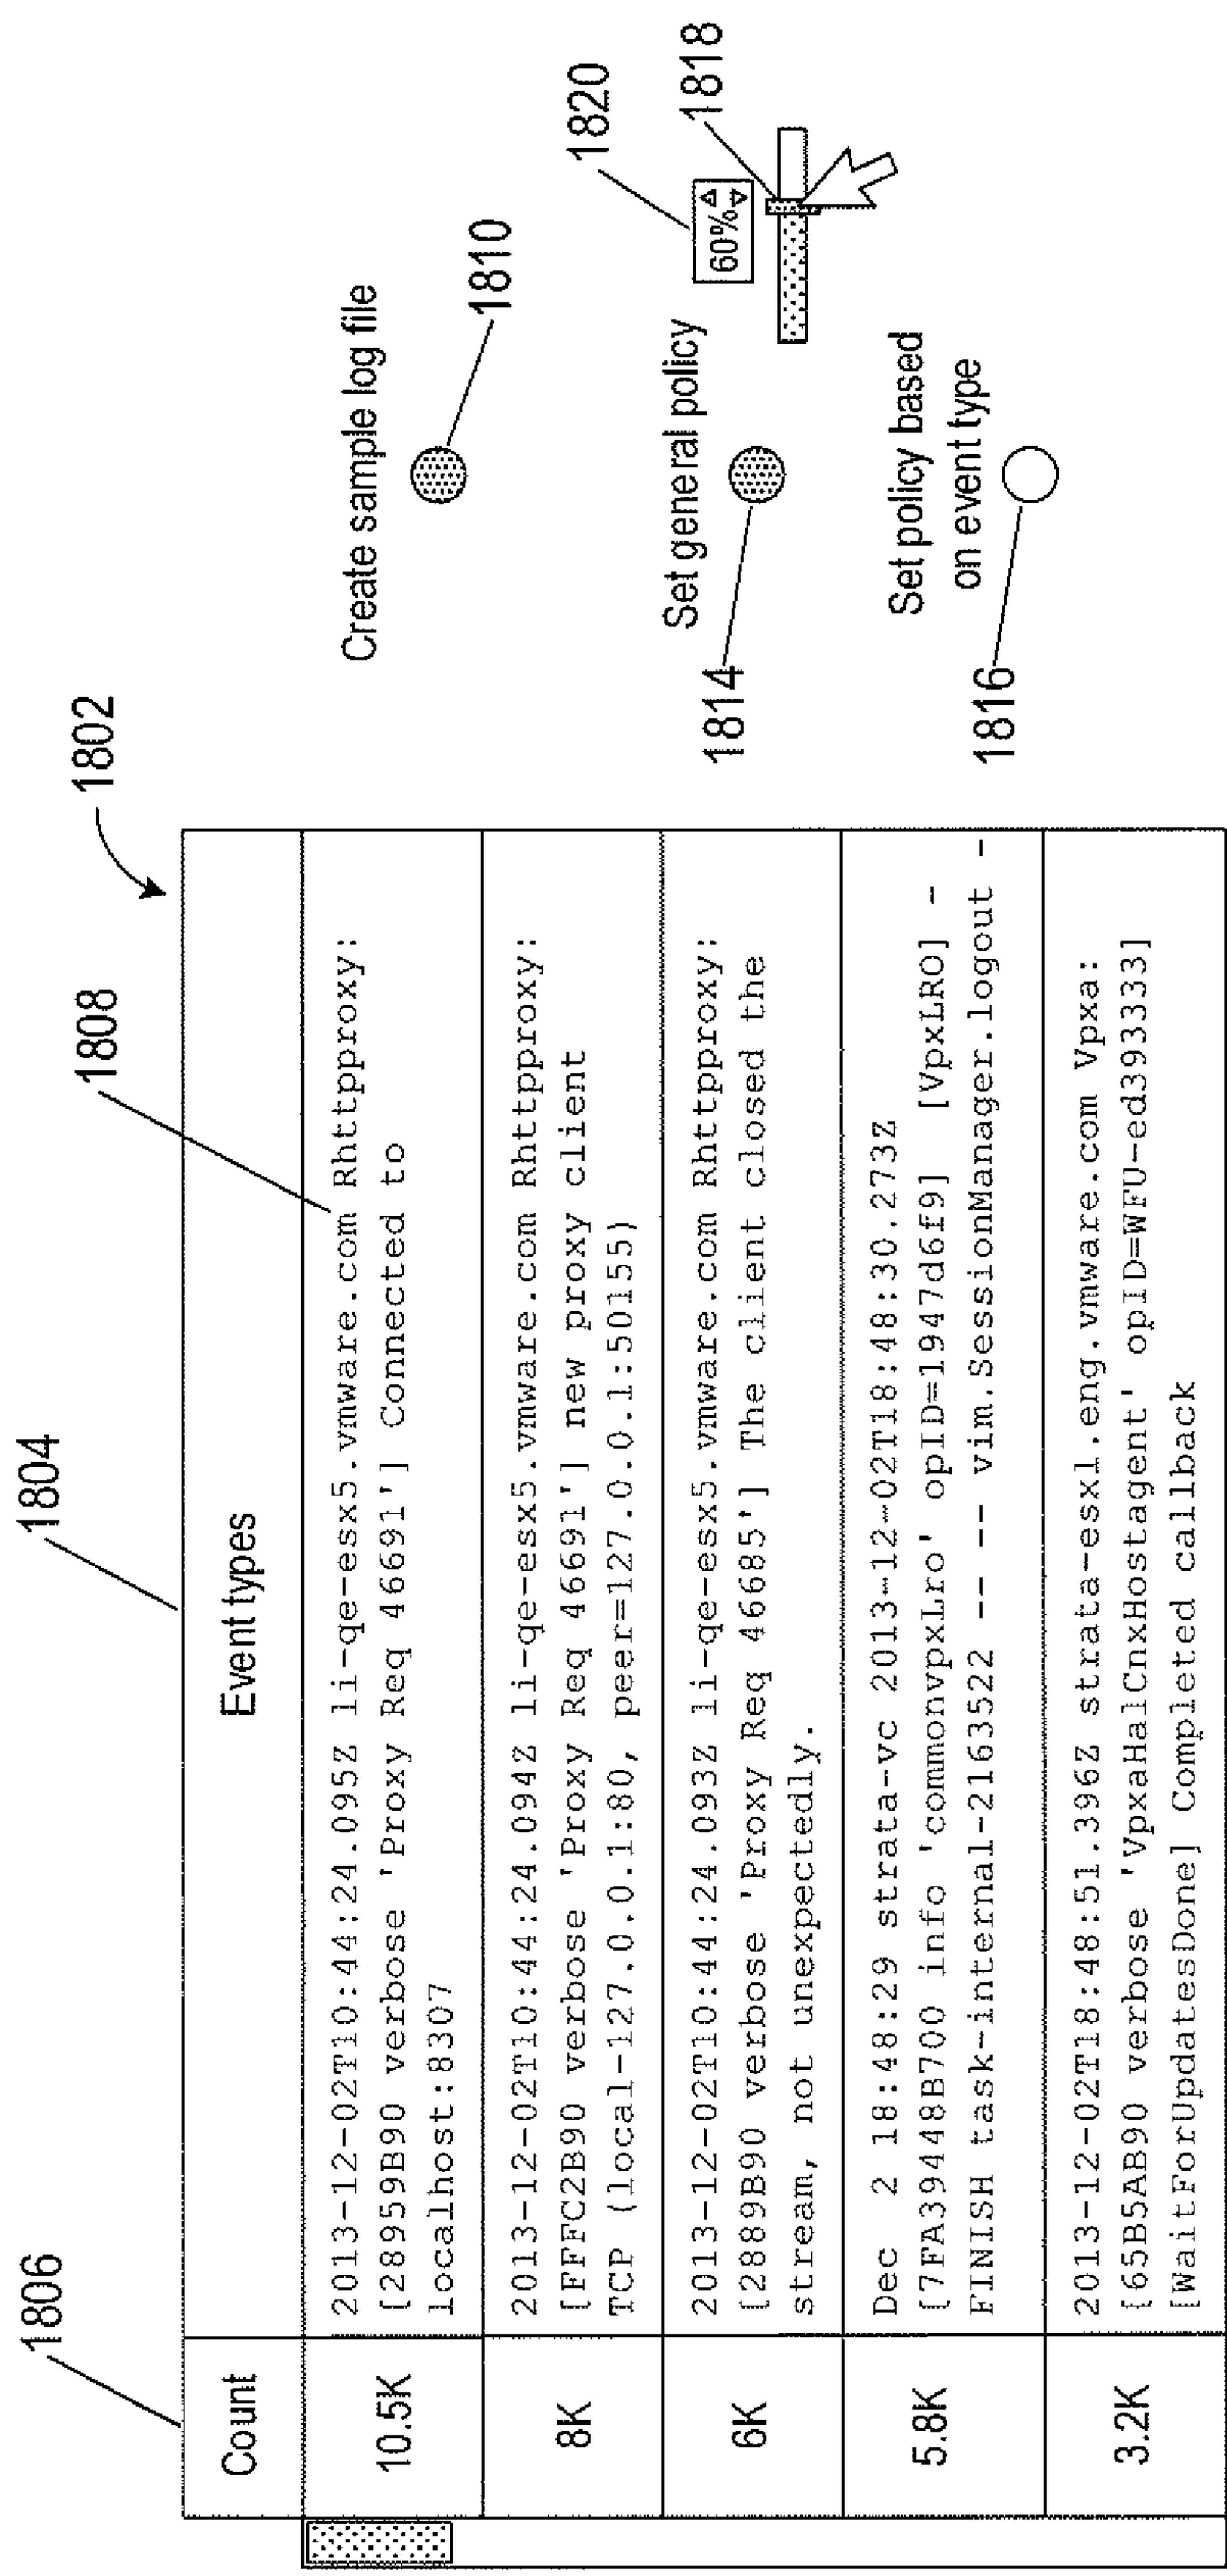 1806
1804
1808
1802
Count
Event types
10.5K
2013-12-02T10:44:24.095Z li-qe-esx5.vmware.com Rhttpproxy:
[28959B90 verbose 'Proxy Req 46691'] Connected to
localhost:8307
8K
2013-12-02T10:44:24.094Z li-qe-esx5.vmware.com Rhttpproxy:
[FFFC2B90 verbose 'Proxy Req 46691'] new proxy client
TCP (local-127.0.0.1:80, peer=127.0.0.1:50155)
6K
2013-12-02T10:44:24.093Z li-qe-esx5.vmware.com Rhttpproxy:
[2889B90 verbose 'Proxy Req 46685'] The client closed the
stream, not unexpectedly.
5.8K
Dec  2 18:48:29 strata-vc 2013-12-02T18:48:30.273Z
[7FA39448B700 info 'commonvpxLro' opID=1947d6f9] [VpxLRO] -
FINISH task-internal-2163522 -- -- vim.SessionManager.logout -
3.2K
2013-12-02T18:48:51.396Z strata-esx1.eng.vmware.com Vpxa:
[65B5AB90 verbose 'VpxaHalCnxHostagent' opID=WFU-ed393333]
[WaitForUpdatesDone] Completed callback
Create sample log file
1810
Set general policy
1814
60%
1820
1818
Set policy based
on event type
1816